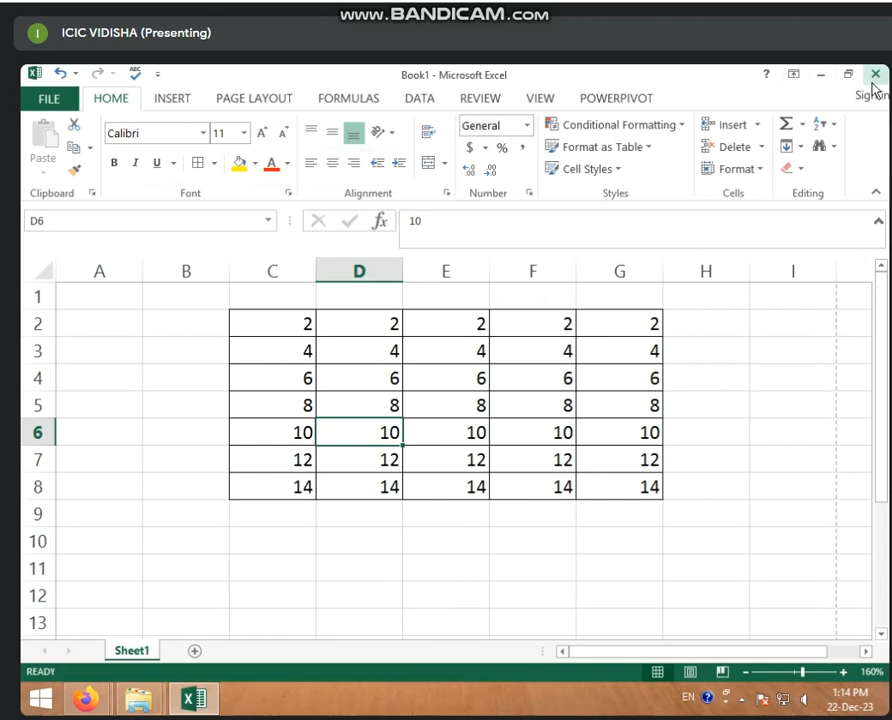 www.BANDICAM.com
I ICIC VIDISHA (Presenting)
Book1 - Microsoft Excel ?
FILE HOME INSERT PAGE LAYOUT FORMULAS DATA REVIEW VIEW POWERPIVOT
Paste Calibri 11 General Conditional Formatting Insert Σ
B I U A $ % , Format as Table Delete
Cell Styles Format
Clipboard Font Alignment Number Styles Cells Editing
D6 fx 10
A B C D E F G H I
1
2 2 2 2 2 2
3 4 4 4 4 4
4 6 6 6 6 6
5 8 8 8 8 8
6 10 10 10 10 10
7 12 12 12 12 12
8 14 14 14 14 14
9
10
11
12
13
Sheet1
READY 160%
EN 1:14 PM
22-Dec-23